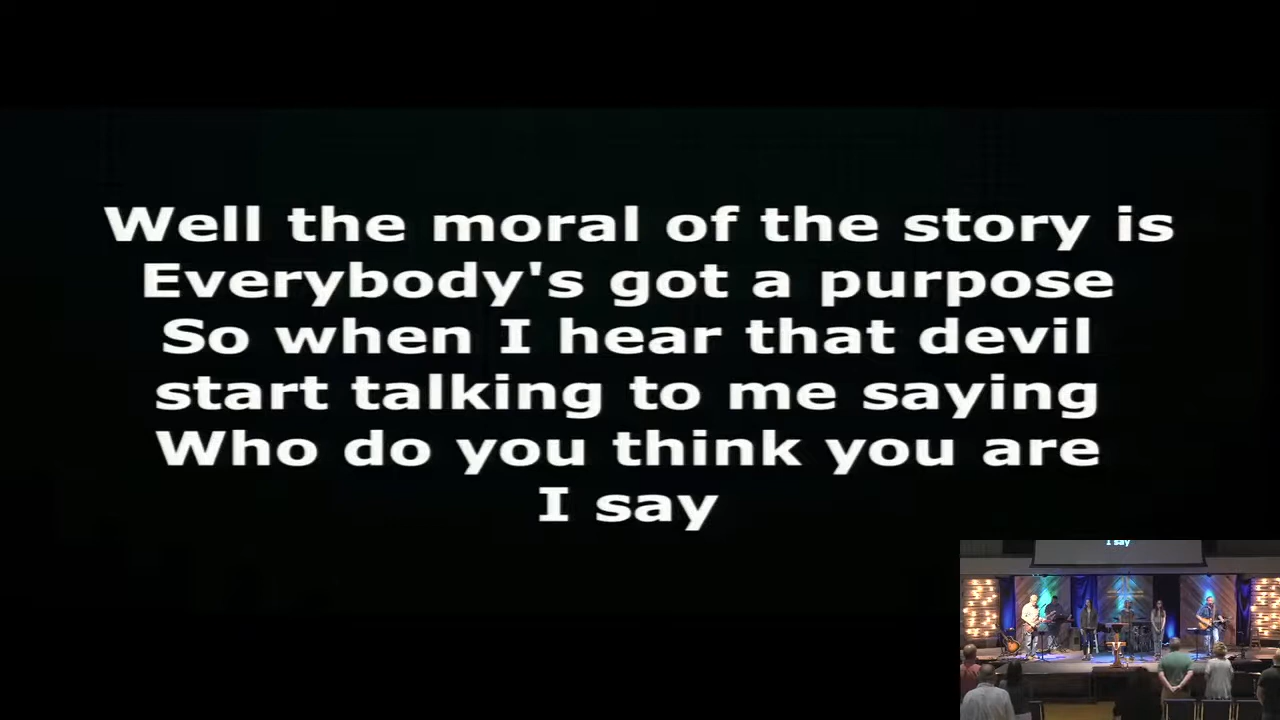 Well the moral of the story is
Everybody's got a purpose
So when I hear that devil
start talking to me saying
Who do you think you are
I say
I say